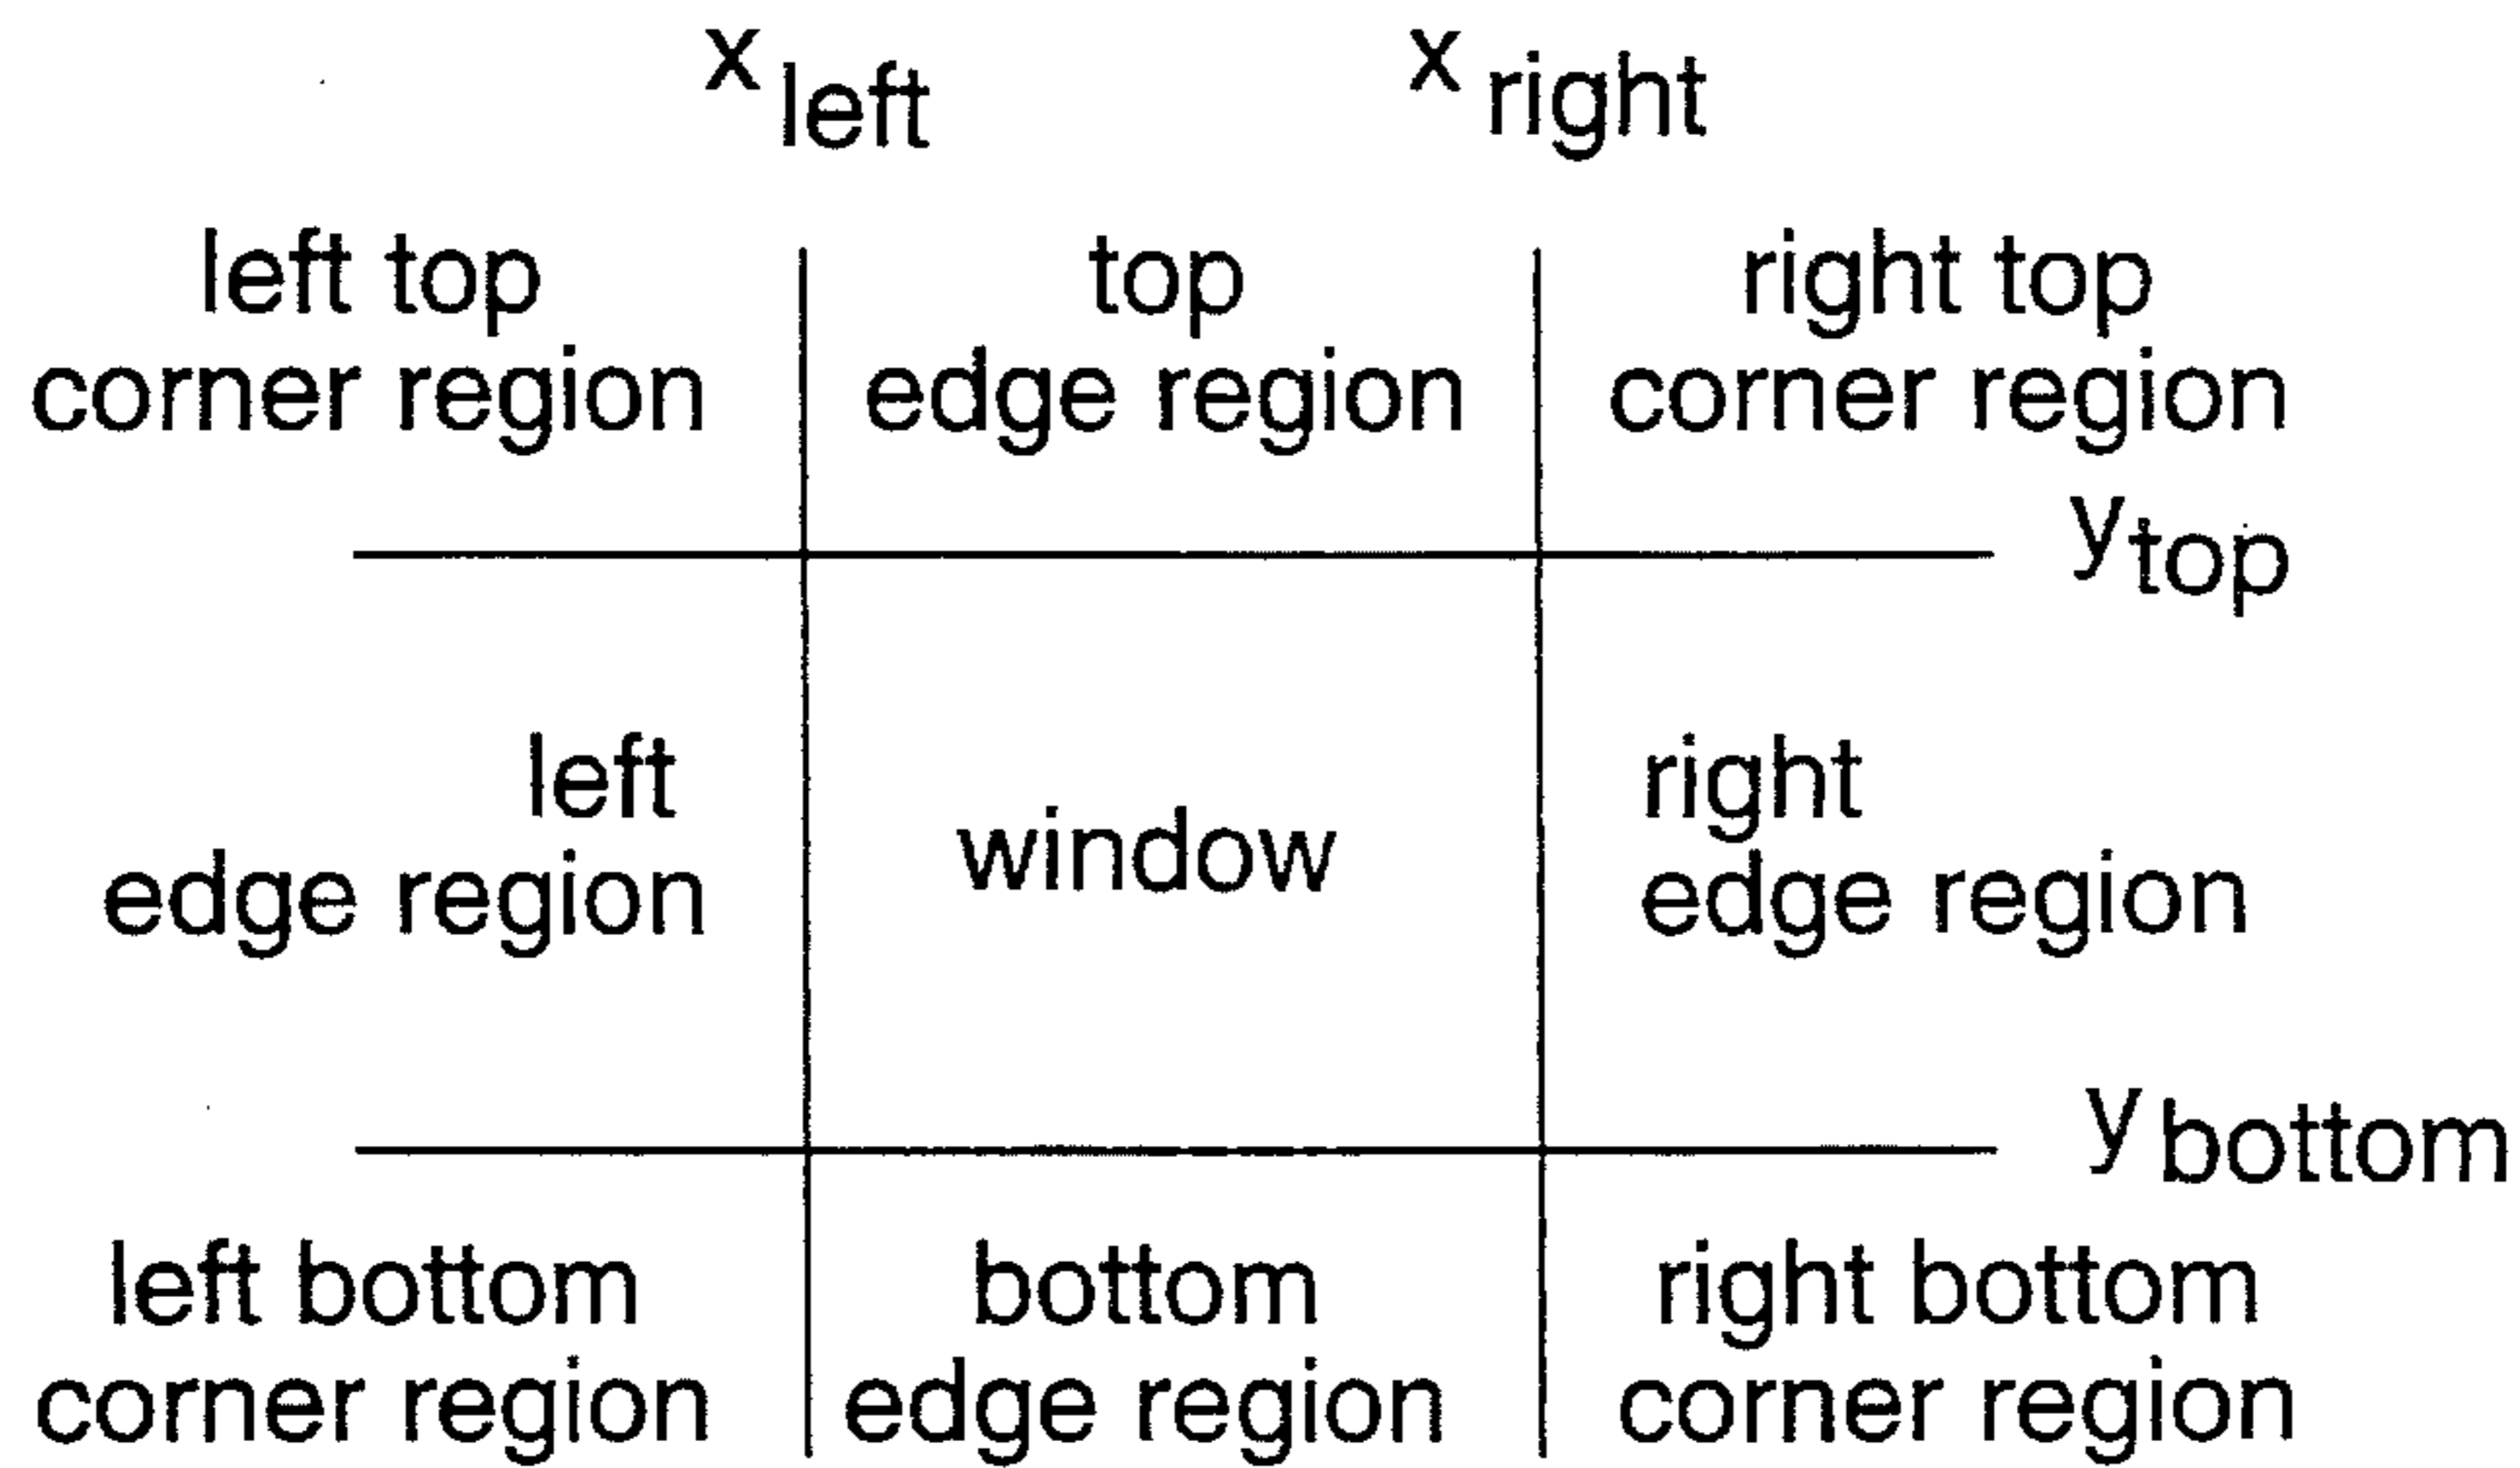 x left
x right
left top
corner region
top
edge region
right top
corner region
y top
left
edge region
window
right
edge region
y bottom
left bottom
corner region
bottom
edge region
right bottom
corner region